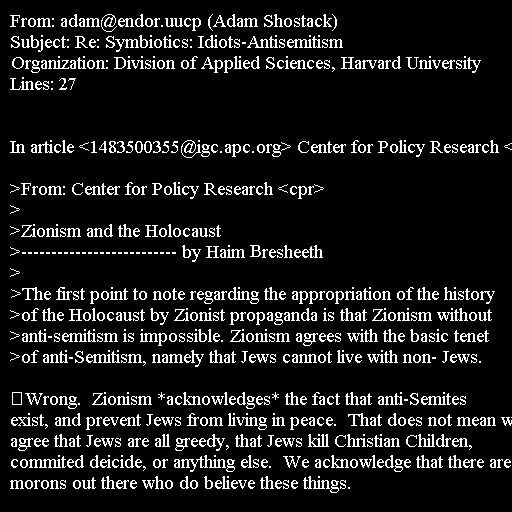 From: adam@endor.uucp (Adam Shostack)
Subject: Re: Symbiotics: Idiots-Antisemitism
Organization: Division of Applied Sciences, Harvard University
Lines: 27
In article <1483500355@igc.apc.org> Center for Policy Research <
>From: Center for Policy Research <cpr>
>
>Zionism and the Holocaust
>-------------------------- by Haim Bresheeth
>
>The first point to note regarding the appropriation of the history
>of the Holocaust by Zionist propaganda is that Zionism without
>anti-semitism is impossible. Zionism agrees with the basic tenet
>of anti-Semitism, namely that Jews cannot live with non- Jews.
Wrong.  Zionism *acknowledges* the fact that anti-Semites
exist, and prevent Jews from living in peace.  That does not mean w
agree that Jews are all greedy, that Jews kill Christian Children,
commited deicide, or anything else.  We acknowledge that there are
morons out there who do believe these things.